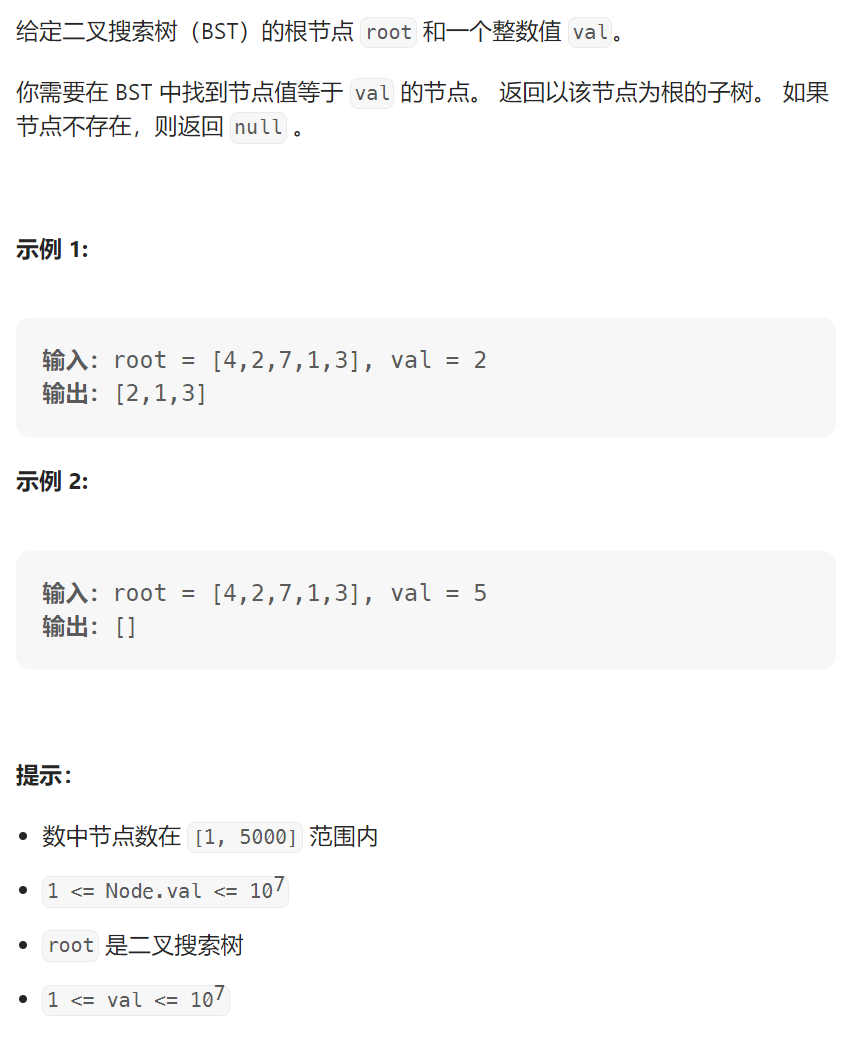 给定二叉搜索树（BST）的根节点 root 和一个整数值 val。
你需要在 BST 中找到节点值等于 val 的节点。 返回以该节点为根的子树。 如果
节点不存在，则返回 null 。
示例 1:
输入：root = [4,2,7,1,3], val = 2
输出：[2,1,3]
示例 2:
输入：root = [4,2,7,1,3], val = 5
输出：[]
提示：
• 数中节点数在 [1, 5000] 范围内
• 1 <= Node.val <= 10⁷
• root 是二叉搜索树
• 1 <= val <= 10⁷